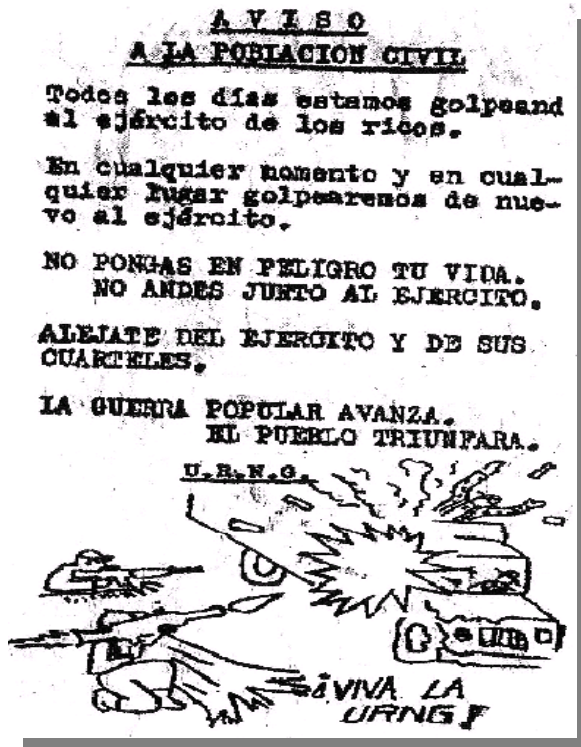 A V I S O
A LA POBLACION CIVIL
Todos los días estamos golpeand
al ejército de los ricos.
En cualquier momento y en cual-
quier lugar golpearemos de nue-
vo al ejército.
NO PONGAS EN PELIGRO TU VIDA.
NO ANDES JUNTO AL EJERCITO.
ALEJATE DEL EJERCITO Y DE SUS
CUARTELES.
LA GUERRA POPULAR AVANZA.
EL PUEBLO TRIUNFARA.
U.R.N.G.
¡VIVA LA
URNG!